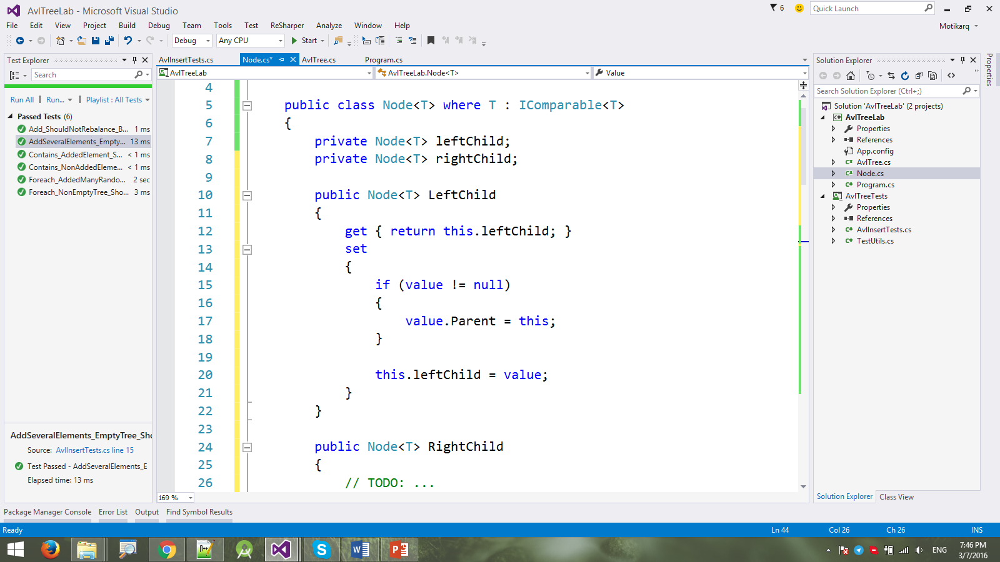 AvlTreeLab - Microsoft Visual Studio
6
Quick Launch
File Edit View Project Build Debug Team Tools Test ReSharper Analyze Window Help
Motikarq
Debug Any CPU Start
Test Explorer
Search
Run All | Run... | Playlist : All Tests
Passed Tests (6)
Add_ShouldNotRebalance_B... 1 ms
AddSeveralElements_Empty... 13 ms
Contains_AddedElement_S... < 1 ms
Contains_NonAddedEleme... < 1 ms
Foreach_AddedManyRando... 2 sec
Foreach_NonEmptyTree_Sho... 3 ms
AddSeveralElements_EmptyTree_Sho
Source: AvlInsertTests.cs line 15
Test Passed - AddSeveralElements_E
Elapsed time: 13 ms
AvlInsertTests.cs Node.cs* AvlTree.cs Program.cs
AvlTreeLab AvlTreeLab.Node<T> Value
4
5 public class Node<T> where T : IComparable<T>
6 {
7 private Node<T> leftChild;
8 private Node<T> rightChild;
9
10 public Node<T> LeftChild
11 {
12 get { return this.leftChild; }
13 set
14 {
15 if (value != null)
16 {
17 value.Parent = this;
18 }
19
20 this.leftChild = value;
21 }
22 }
23
24 public Node<T> RightChild
25 {
26 // TODO: ...
169 %
Solution Explorer
Search Solution Explorer (Ctrl+;)
Solution 'AvlTreeLab' (2 projects)
AvlTreeLab
Properties
References
App.config
AvlTree.cs
Node.cs
Program.cs
AvlTreeTests
Properties
References
AvlInsertTests.cs
TestUtils.cs
Solution Explorer Class View
Properties
Package Manager Console Error List Output Find Symbol Results
Ready Ln 44 Col 26 Ch 26 INS
ENG
7:46 PM
3/7/2016